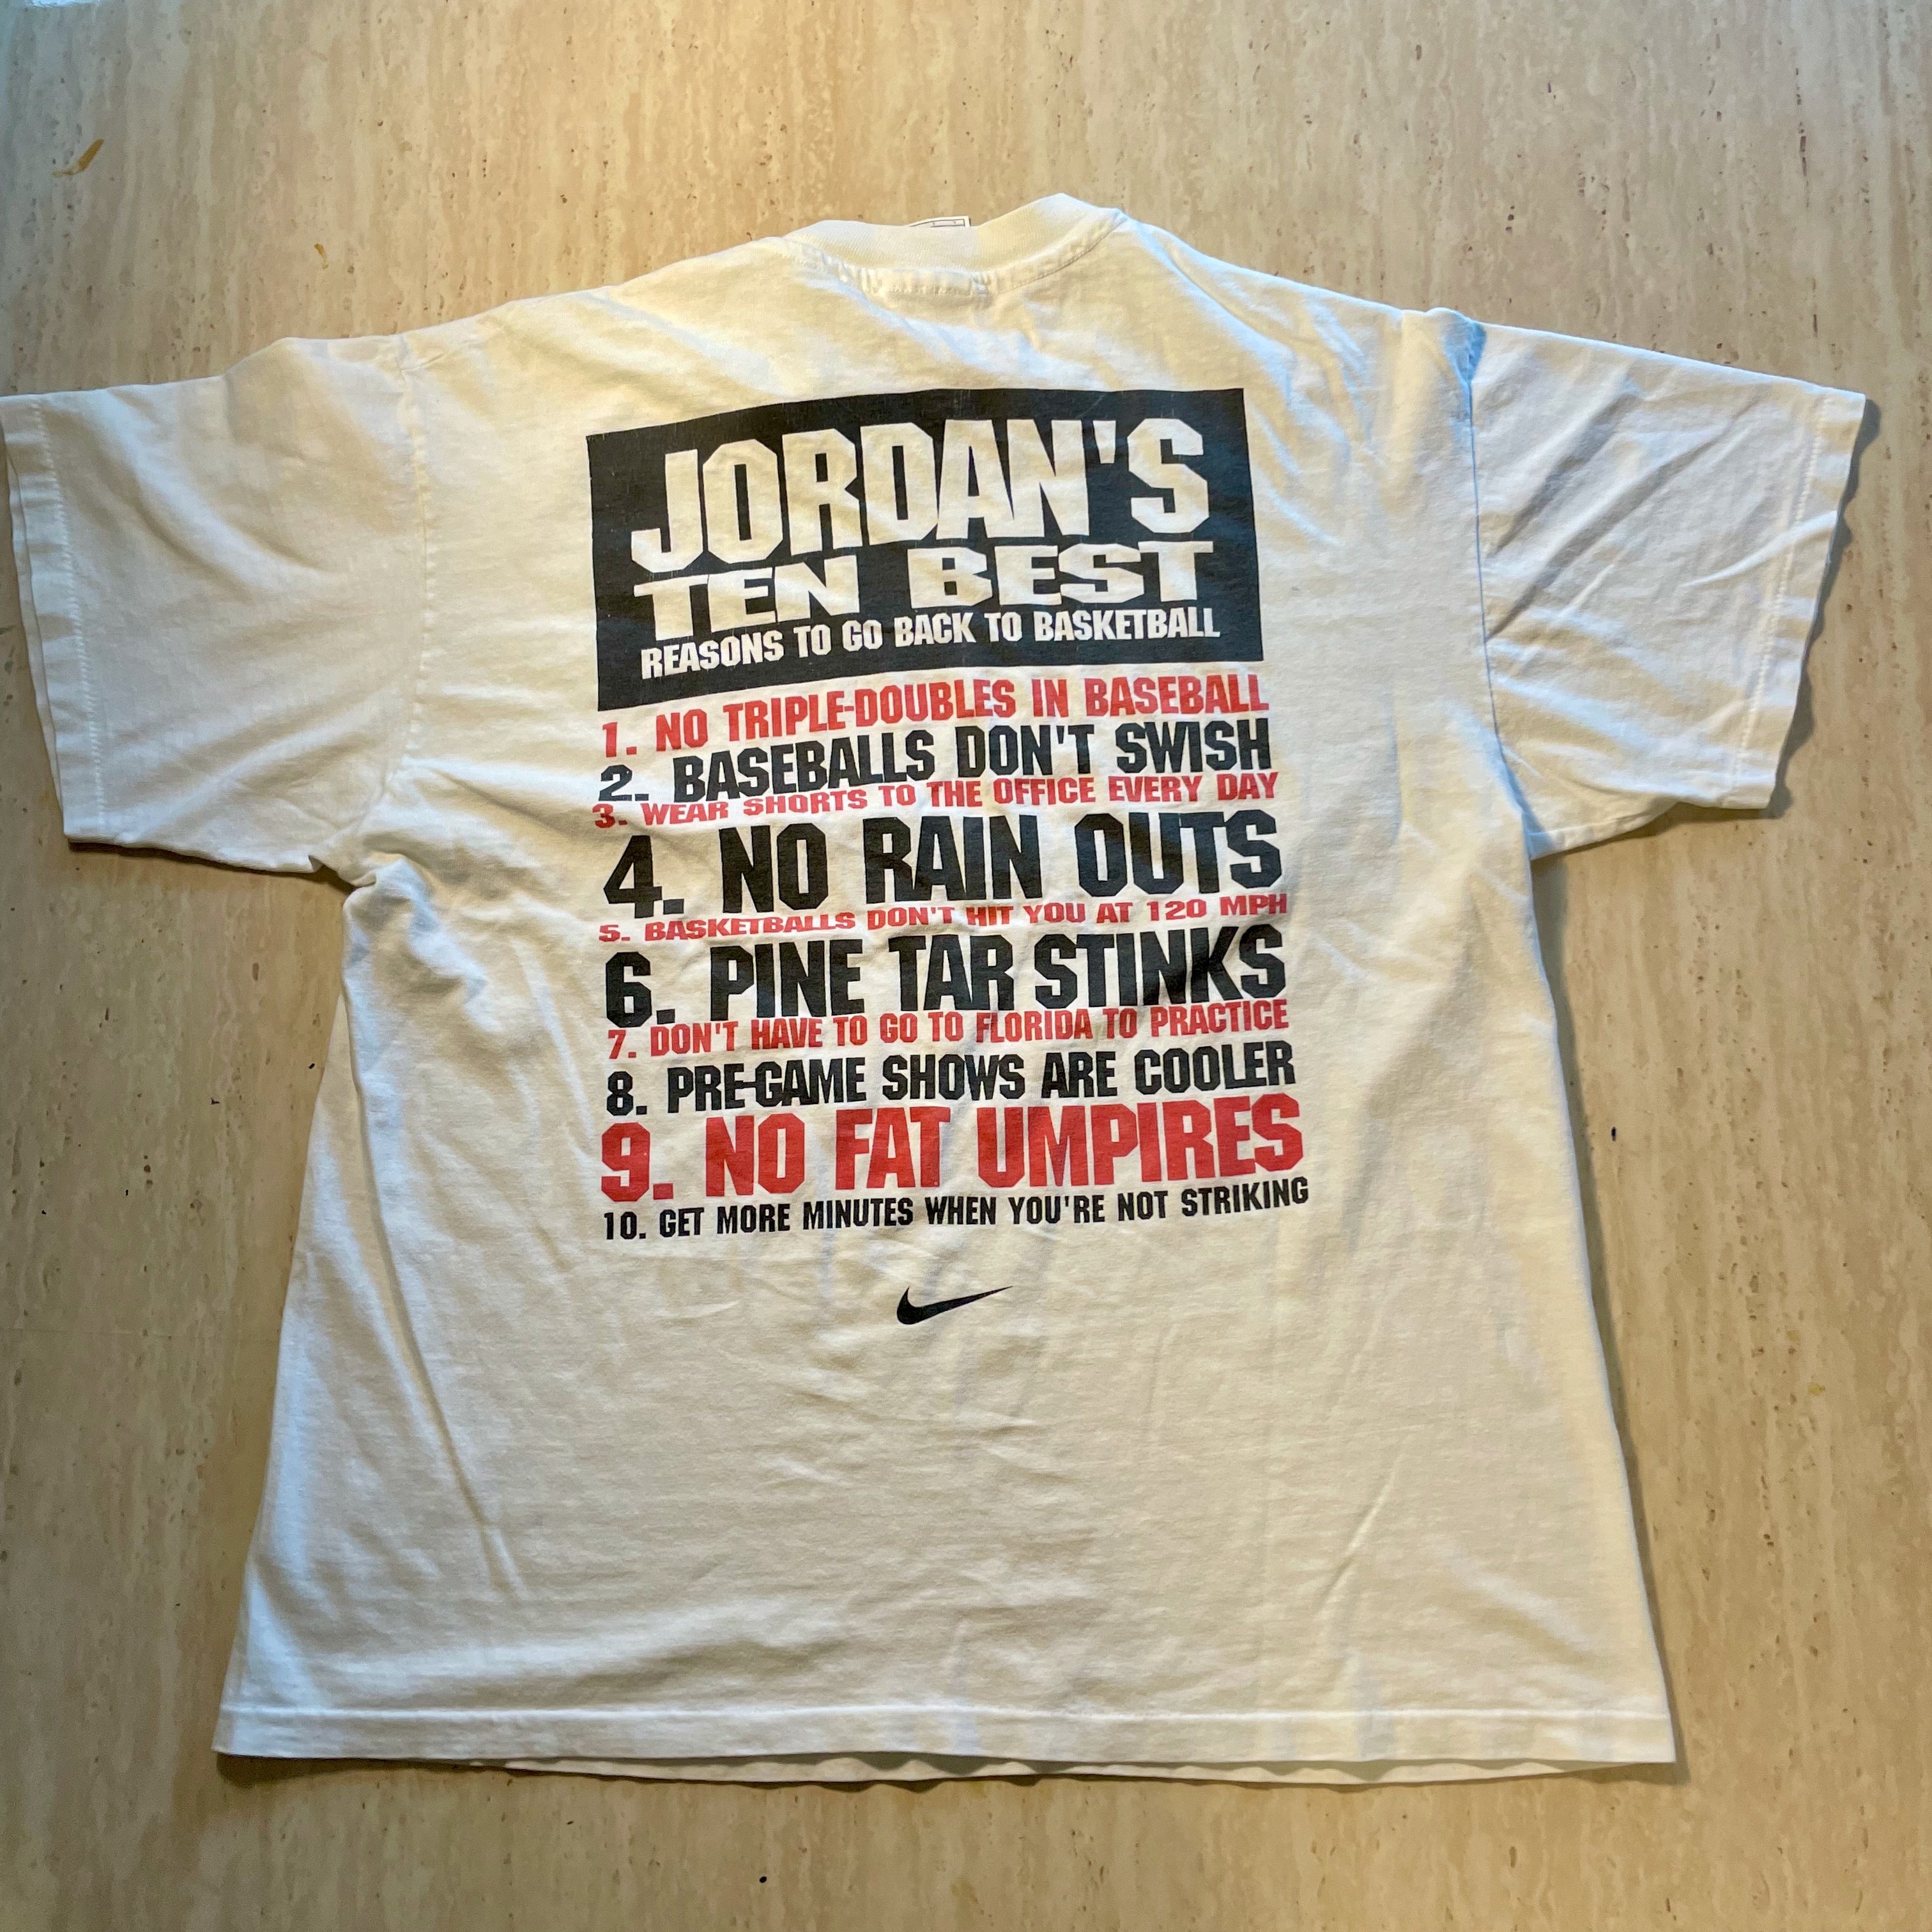 JORDAN'S
TEN BEST
REASONS TO GO BACK TO BASKETBALL
1. NO TRIPLE-DOUBLES IN BASEBALL
2. BASEBALLS DON'T SWISH
3. WEAR SHORTS TO THE OFFICE EVERY DAY
4. NO RAIN OUTS
5. BASKETBALLS DON'T HIT YOU AT 120 MPH
6. PINE TAR STINKS
7. DON'T HAVE TO GO TO FLORIDA TO PRACTICE
8. PRE-GAME SHOWS ARE COOLER
9. NO FAT UMPIRES
10. GET MORE MINUTES WHEN YOU'RE NOT STRIKING